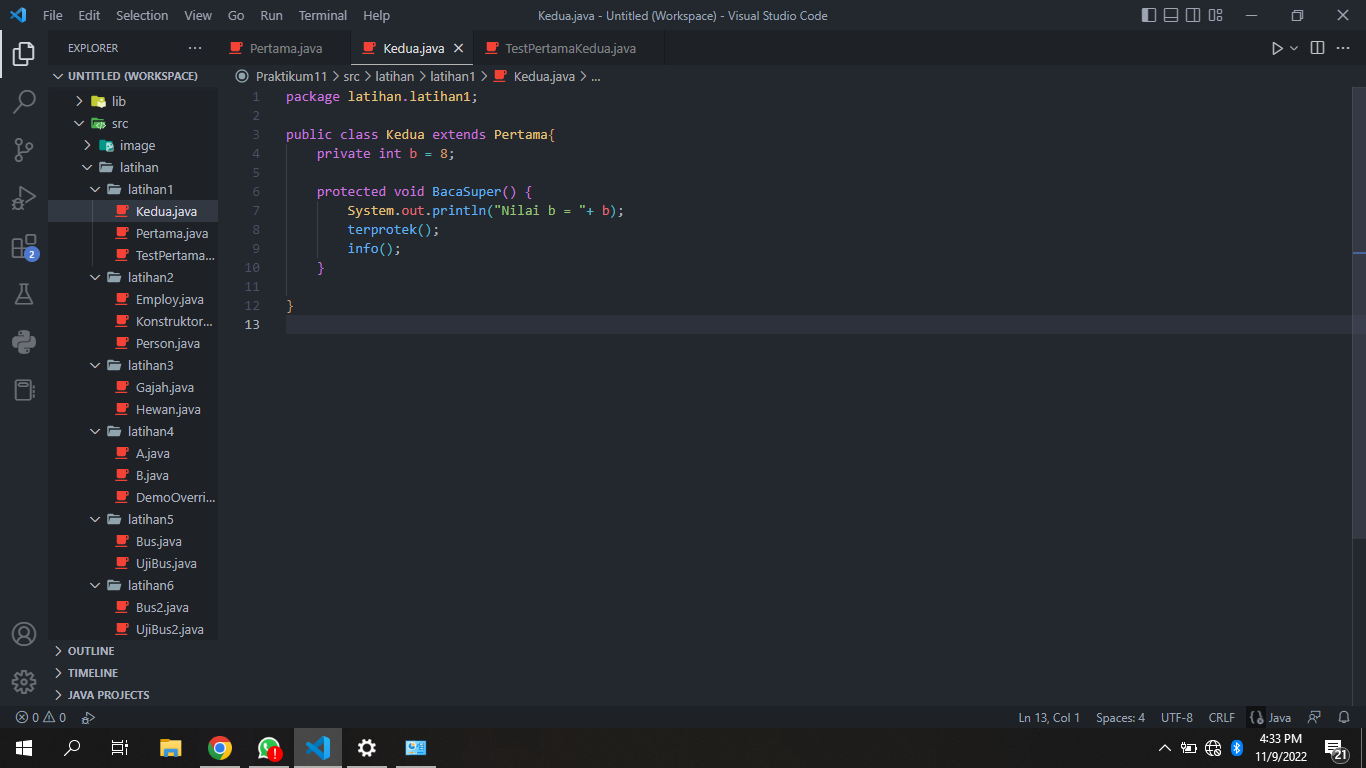 File Edit Selection View Go Run Terminal Help Kedua.java - Untitled (Workspace) - Visual Studio Code
EXPLORER ··· Pertama.java Kedua.java TestPertamaKedua.java
UNTITLED (WORKSPACE)
lib
src
image
latihan
latihan1
Kedua.java
Pertama.java
TestPertama...
latihan2
Employ.java
Konstruktor...
Person.java
latihan3
Gajah.java
Hewan.java
latihan4
A.java
B.java
DemoOverri...
latihan5
Bus.java
UjiBus.java
latihan6
Bus2.java
UjiBus2.java
OUTLINE
TIMELINE
JAVA PROJECTS
2
Praktikum11 > src > latihan > latihan1 > Kedua.java > ...
1 package latihan.latihan1;
2
3 public class Kedua extends Pertama{
4 private int b = 8;
5
6 protected void BacaSuper() {
7 System.out.println("Nilai b = "+ b);
8 terprotek();
9 info();
10 }
11
12 }
13
0 0 Ln 13, Col 1 Spaces: 4 UTF-8 CRLF Java
4:33 PM
11/9/2022
21